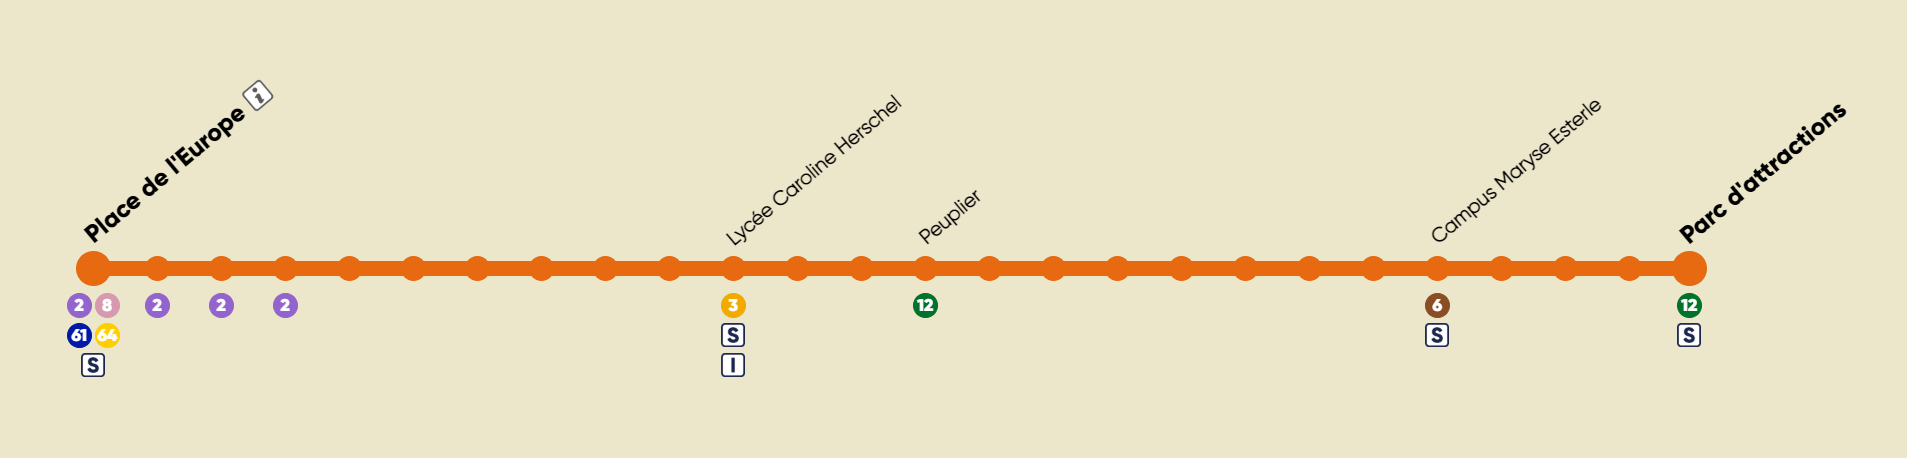 Place de l'Europe i
Lycée Caroline Herschel
Peuplier
Campus Maryse Esterle
Parc d'attractions
2 8 2 2 2 3 12 6 12
61 64 S S S
S I